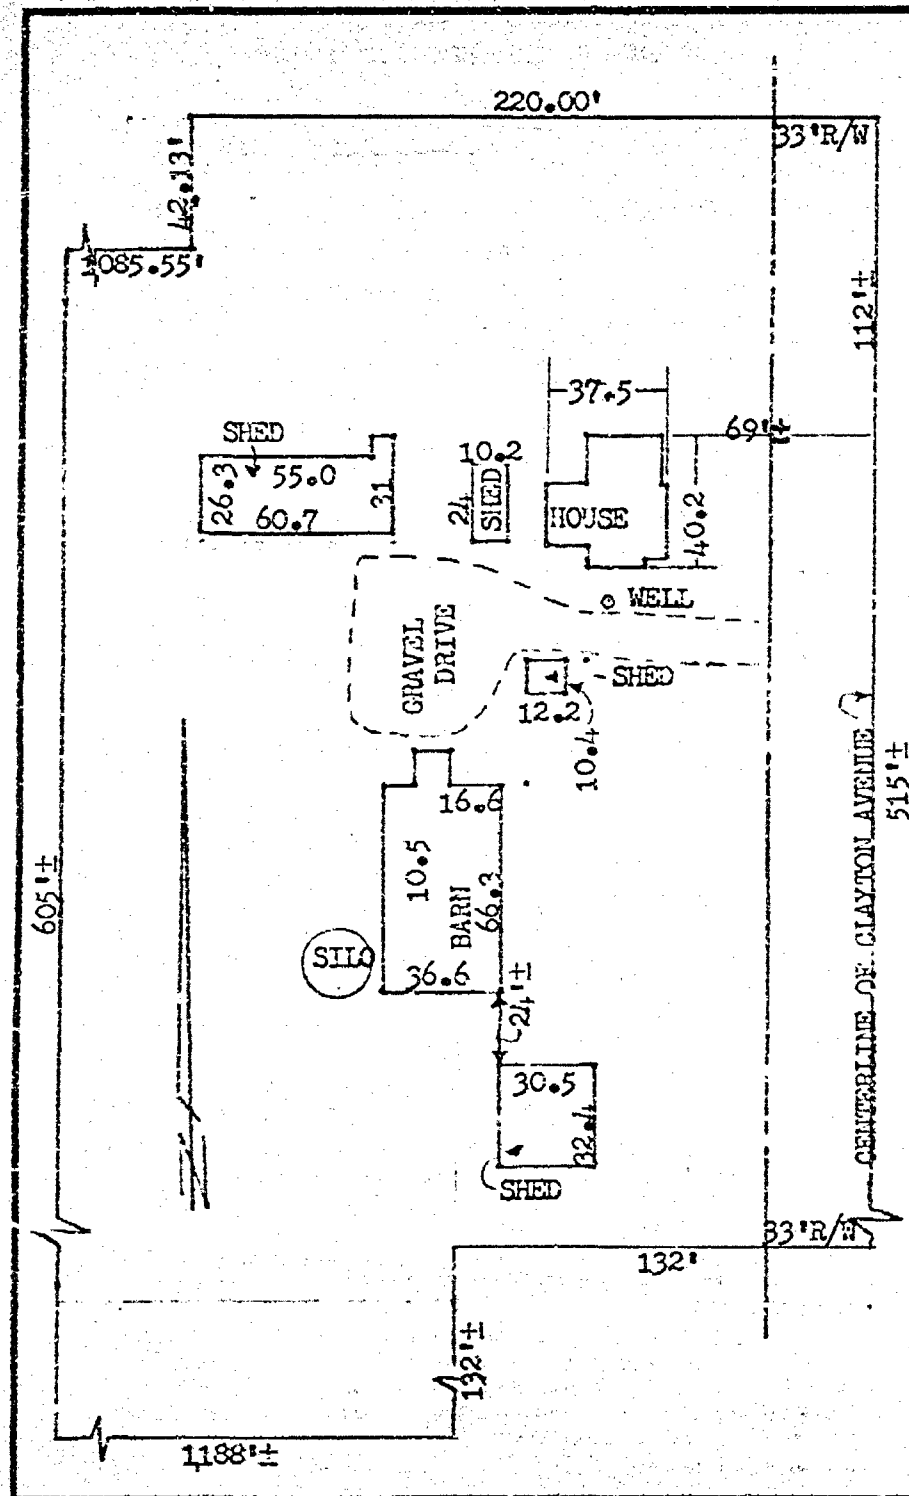 220.00'
33'R/W
42.13'
1085.55'
112'±
37.5
69'±
SHED
10.2
26.3
55.0
31
24
SHED
60.7
HOUSE
40.2
WELL
GRAVEL
DRIVE
SHED
12.2
10.4
16.6
10.5
BARN
66.3
CENTERLINE OF CLAYTON AVENUE
515'±
605'±
SILO
36.6
24'±
30.5
32.4
SHED
33'R/W
132'
132'±
1188'±